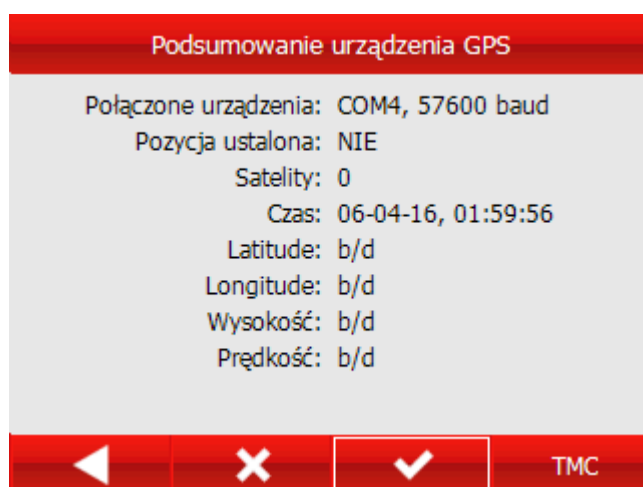 Podsumowanie urządzenia GPS
Połączone urządzenia: COM4, 57600 baud
Pozycja ustalona: NIE
Satelity: 0
Czas: 06-04-16, 01:59:56
Latitude: b/d
Longitude: b/d
Wysokość: b/d
Prędkość: b/d
TMC